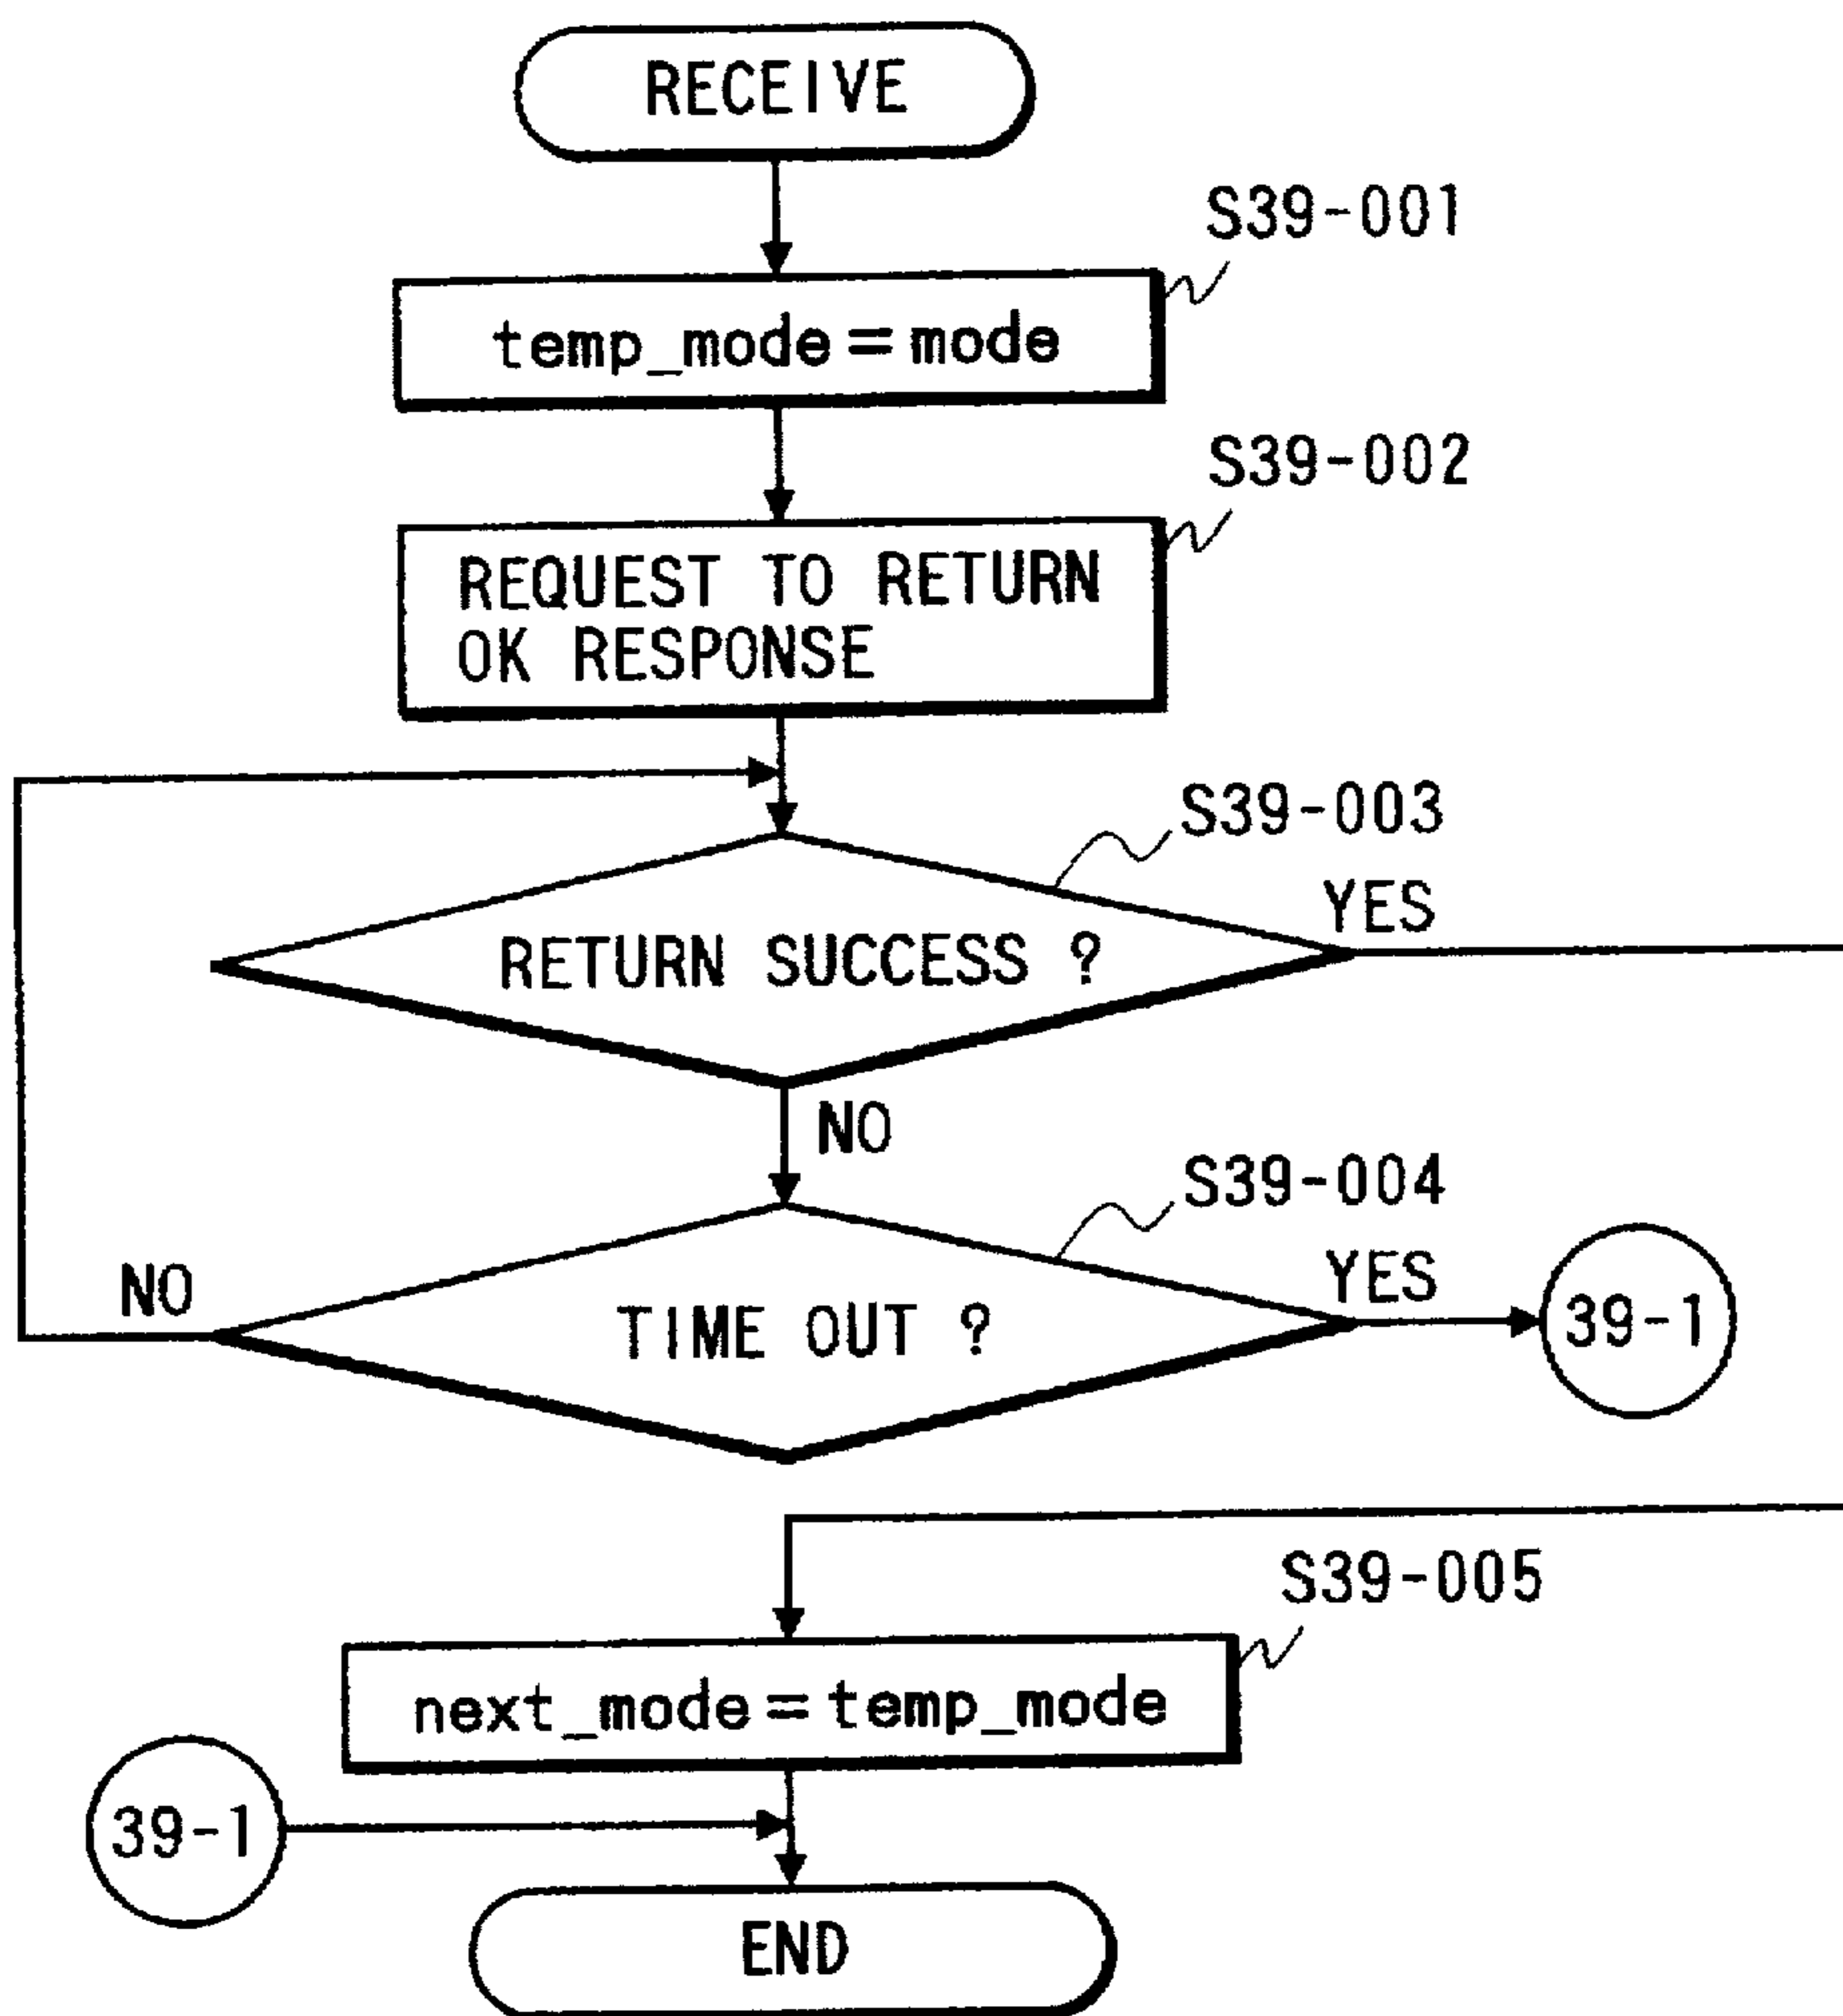 RECEIVE
S39-001
temp_mode=mode
S39-002
REQUEST TO RETURN
OK RESPONSE
S39-003
YES
RETURN SUCCESS ?
NO
S39-004
YES
NO
TIME OUT ?
39-1
S39-005
next_mode=temp_mode
39-1
END